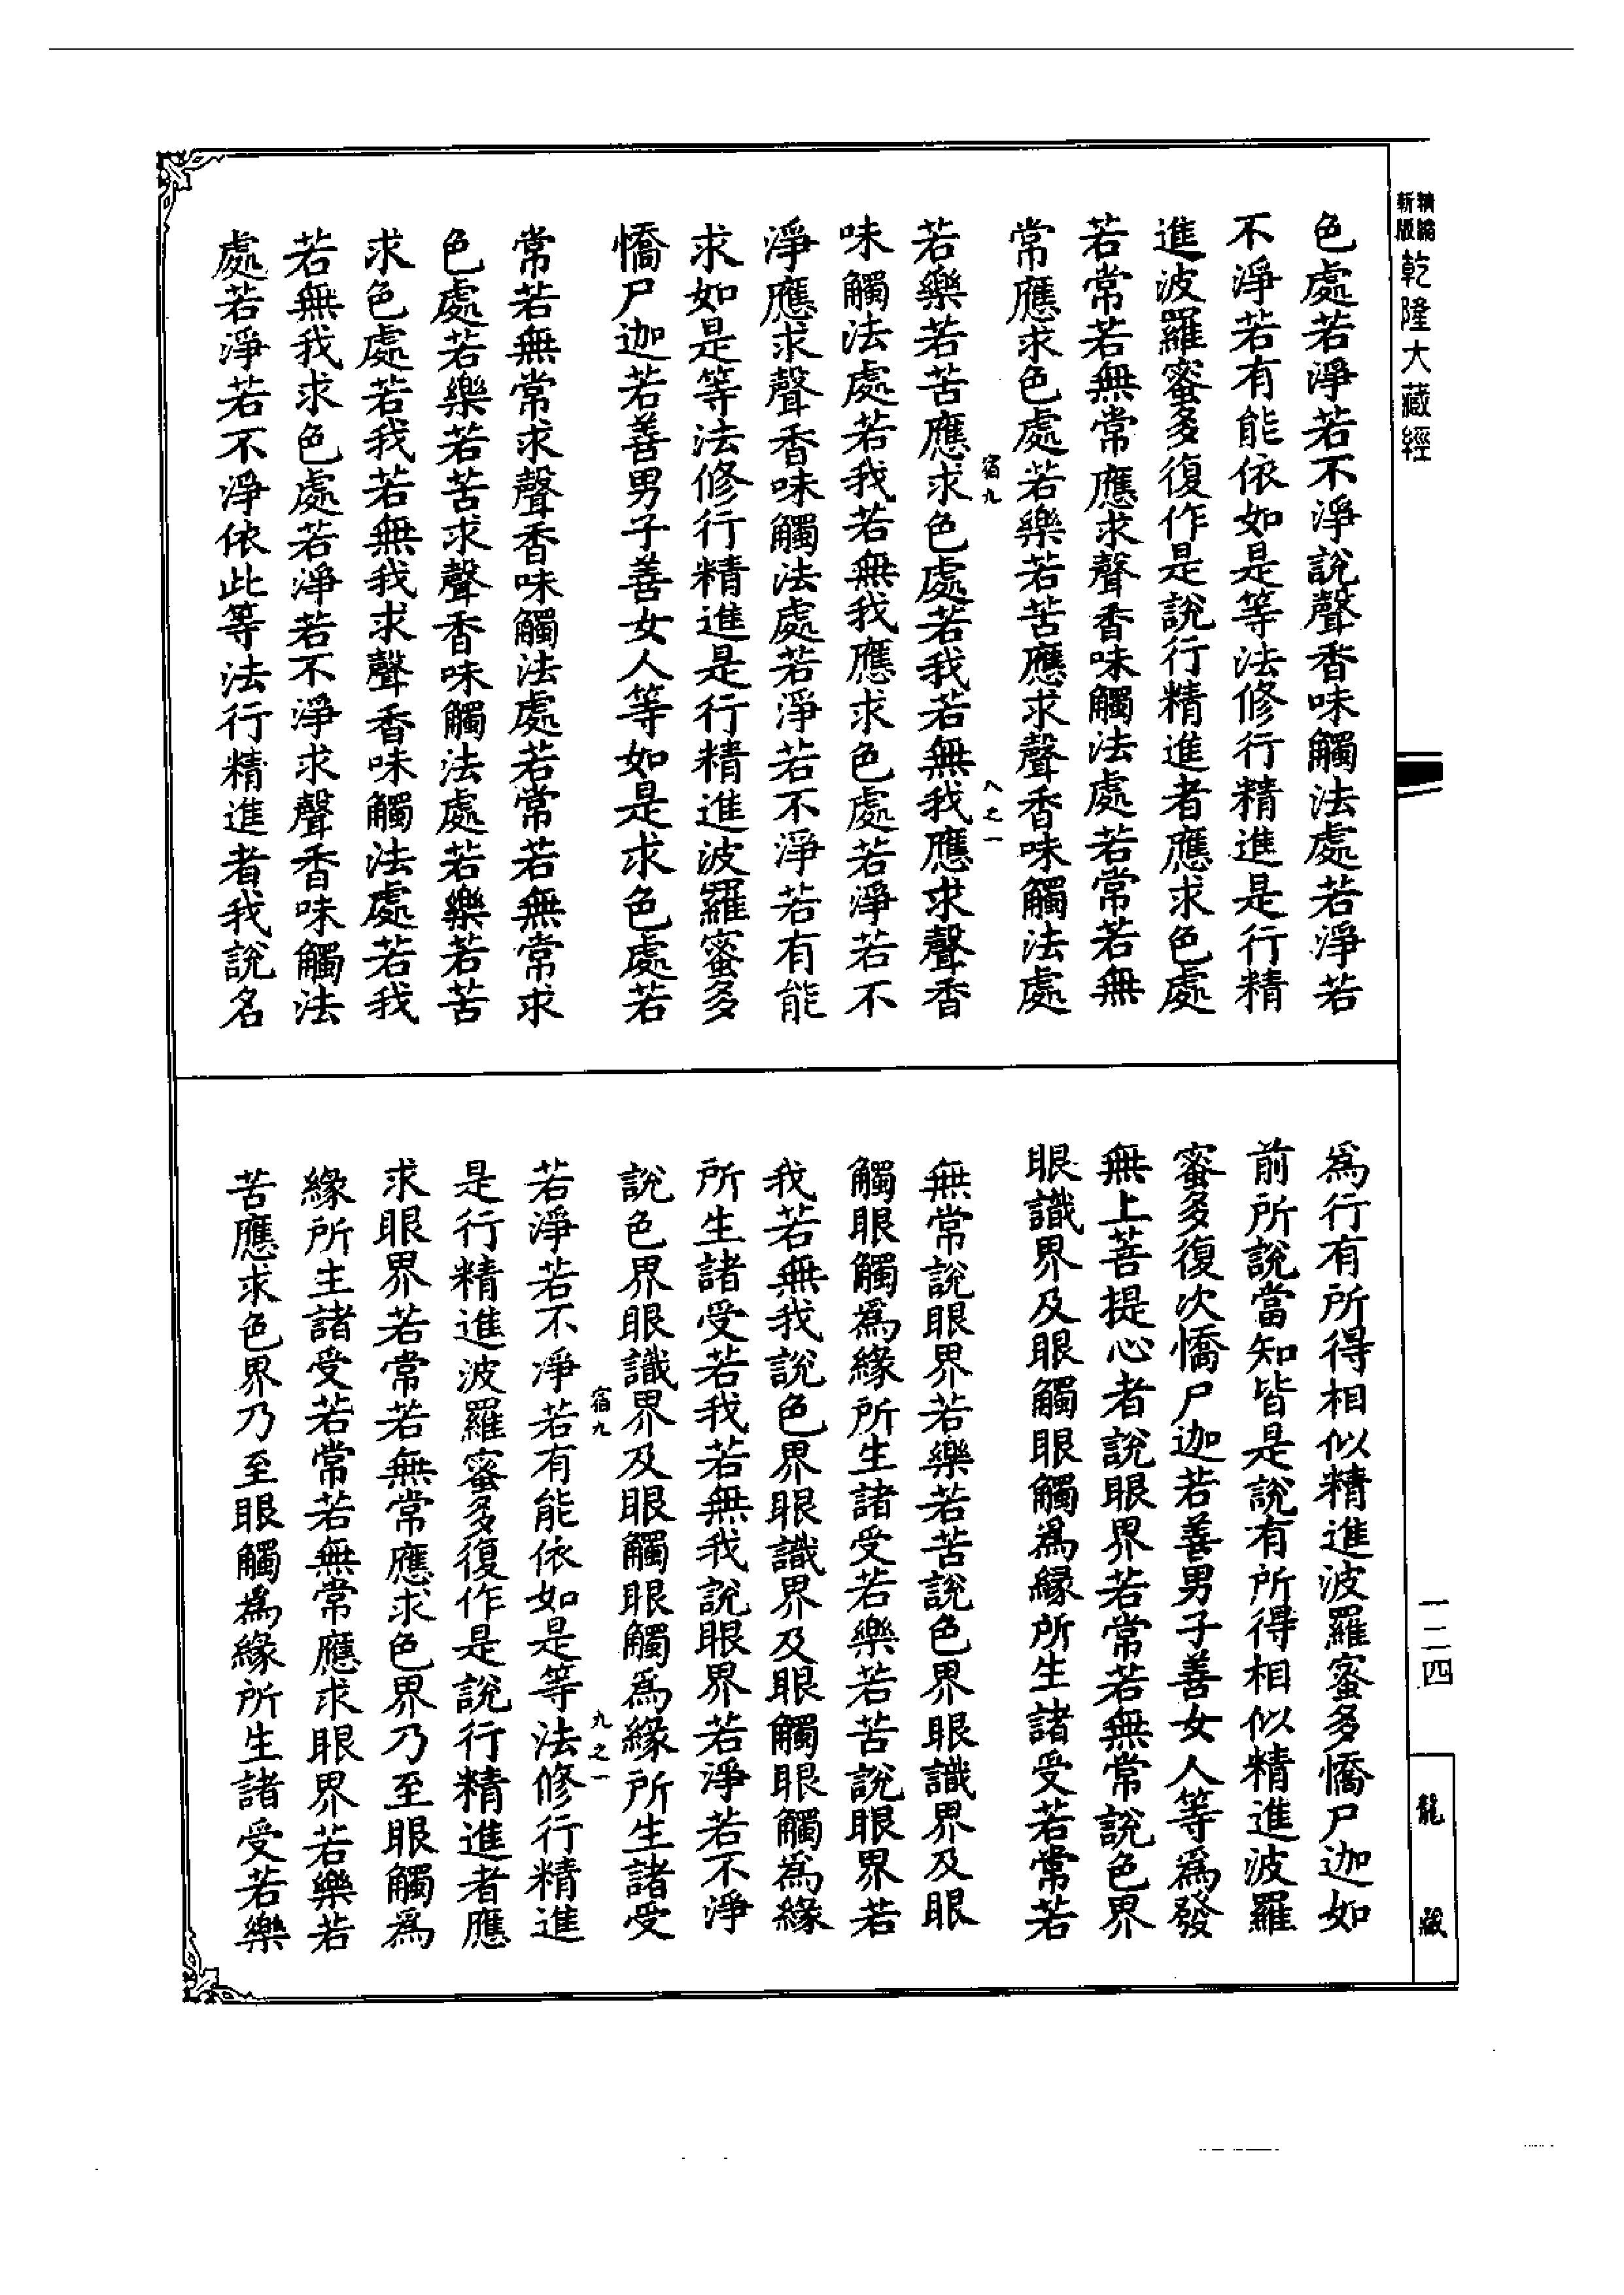 精縮
新版
乾隆大藏經
色處若淨若不淨說聲香味觸法處若淨若
不淨若有能依如是等法修行精進是行精
進波羅蜜多復作是說行精進者應求色處
若常若無常應求聲香味觸法處若常若無
常應求色處若樂若苦應求聲香味觸法處
宿九
八之一
若樂若苦應求色處若我若無我應求聲香
味觸法處若我若無我應求色處若淨若不
淨應求聲香味觸法處若淨若不淨若有能
求如是等法修行精進是行精進波羅蜜多
憍尸迦若善男子善女人等如是求色處若
常若無常求聲香味觸法處若常若無常求
色處若樂若苦求聲香味觸法處若樂若苦
求色處若我若無我求聲香味觸法處若我
若無我求色處若淨若不淨求聲香味觸法
處若淨若不淨依此等法行精進者我說名
爲行有所得相似精進波羅蜜多憍尸迦如
前所說當知皆是說有所得相似精進波羅
蜜多復次憍尸迦若善男子善女人等爲發
無上菩提心者說眼界若常若無常說色界
眼識界及眼觸眼觸爲緣所生諸受若常若
無常說眼界若樂若苦說色界眼識界及眼
觸眼觸爲緣所生諸受若樂若苦說眼界若
我若無我說色界眼識界及眼觸眼觸爲緣
所生諸受若我若無我說眼界若淨若不淨
說色界眼識界及眼觸眼觸爲緣所生諸受
宿九
九之一
若淨若不淨若有能依如是等法修行精進
是行精進波羅蜜多復作是說行精進者應
求眼界若常若無常應求色界乃至眼觸爲
緣所生諸受若常若無常應求眼界若樂若
苦應求色界乃至眼觸爲緣所生諸受若樂
一二四
龍藏